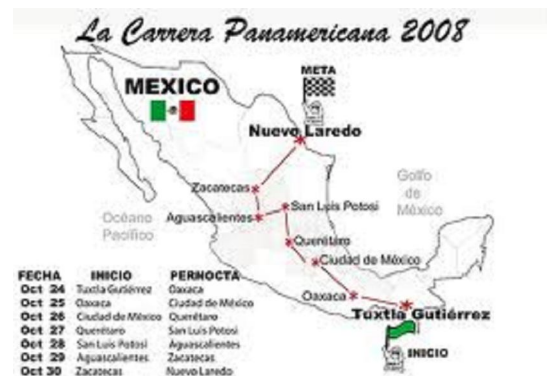 La Carrera Panamericana 2008
META
MEXICO
Nuevo Laredo
Golfo
de
México
Zacatecas
San Luis Potosi
Océano
Pacifico
Aguascalientes
Querétaro
Ciudad de México
Oaxaca
Tuxtla Gutiérrez
INICIO
FECHA INICIO PERNOCTA
Oct 24 Tuxtla Gutiérrez Oaxaca
Oct 25 Oaxaca Ciudad de México
Oct 26 Ciudad de México Querétaro
Oct 27 Querétaro San Luis Potosi
Oct 28 San Luis Potosi Aguascalientes
Oct 29 Aguascalientes Zacatecas
Oct 30 Zacatecas Nuevo Laredo